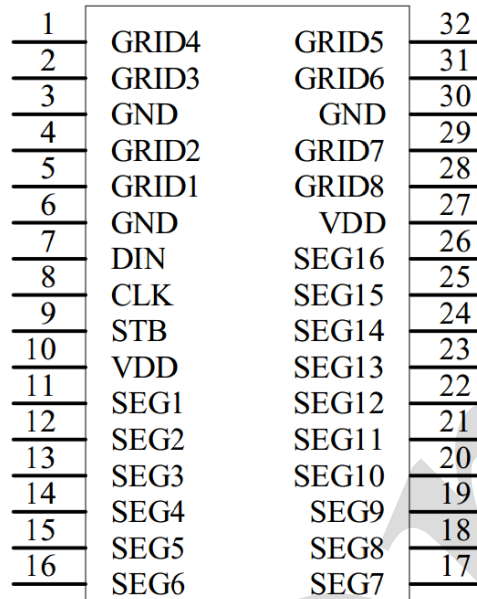 1 GRID4 GRID5 32
2 GRID3 GRID6 31
3 GND GND 30
4 GRID2 GRID7 29
5 GRID1 GRID8 28
6 GND VDD 27
7 DIN SEG16 26
8 CLK SEG15 25
9 STB SEG14 24
10 VDD SEG13 23
11 SEG1 SEG12 22
12 SEG2 SEG11 21
13 SEG3 SEG10 20
14 SEG4 SEG9 19
15 SEG5 SEG8 18
16 SEG6 SEG7 17